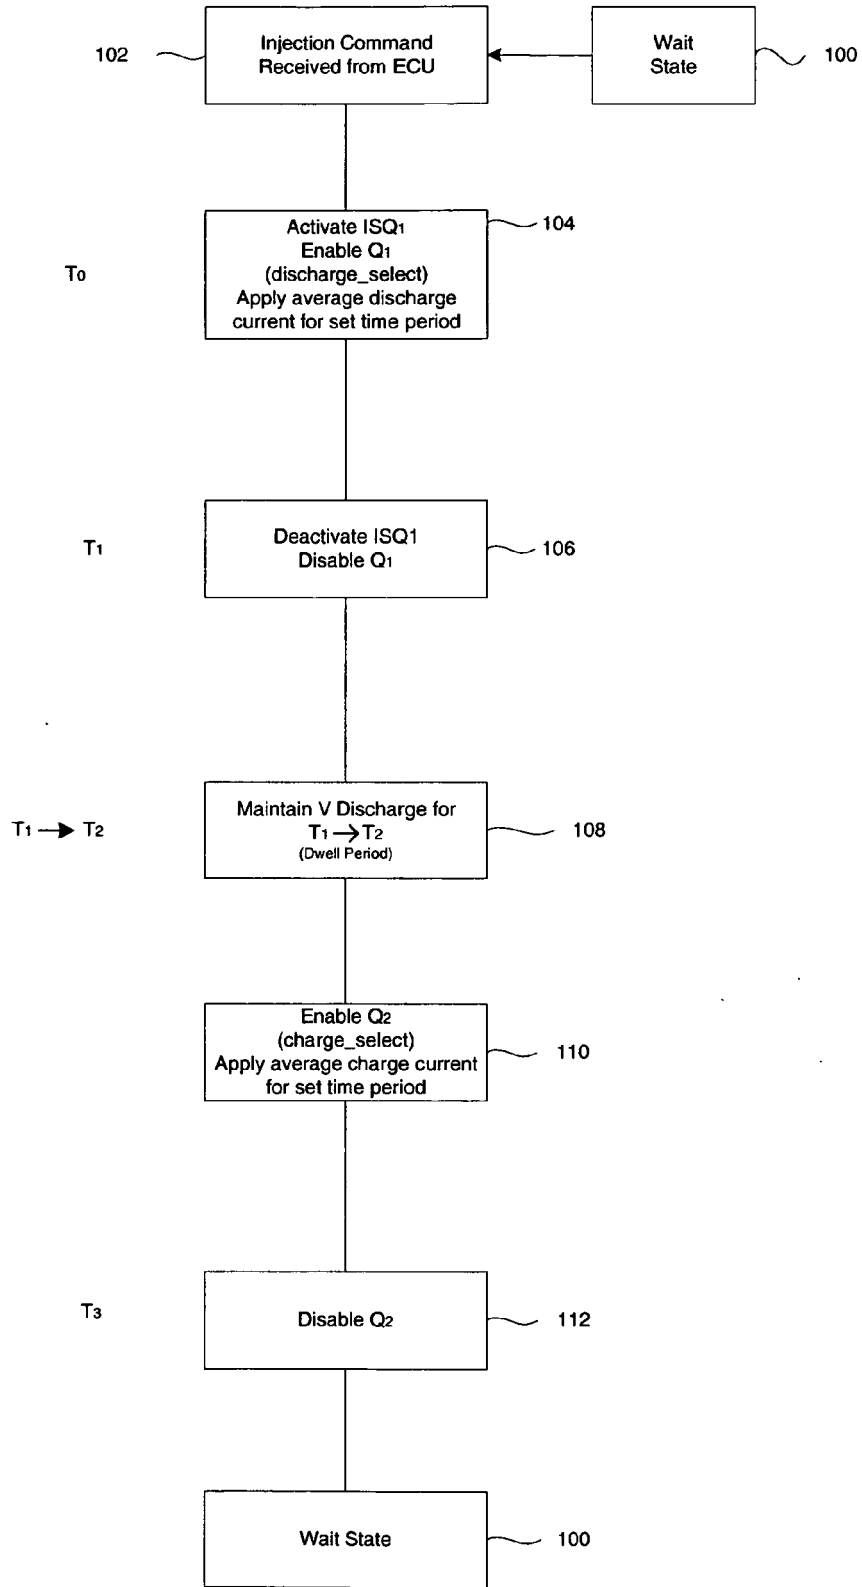 102
Injection Command
Received from ECU
Wait
State
100
T0
Activate ISQ1
Enable Q1
(discharge_select)
Apply average discharge
current for set time period
104
T1
Deactivate ISQ1
Disable Q1
106
T1 → T2
Maintain V Discharge for
T1 → T2
(Dwell Period)
108
Enable Q2
(charge_select)
Apply average charge current
for set time period
110
T3
Disable Q2
112
Wait State
100